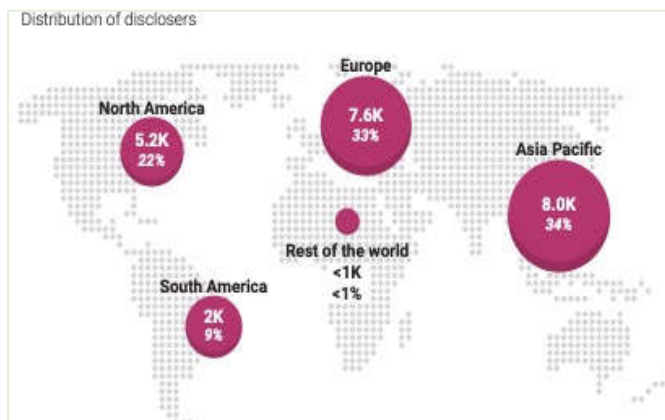 Distribution of disclosers
Europe
7.6K
33%
North America
5.2K
22%
Asia Pacific
8.0K
34%
Rest of the world
<1K
<1%
South America
2K
9%